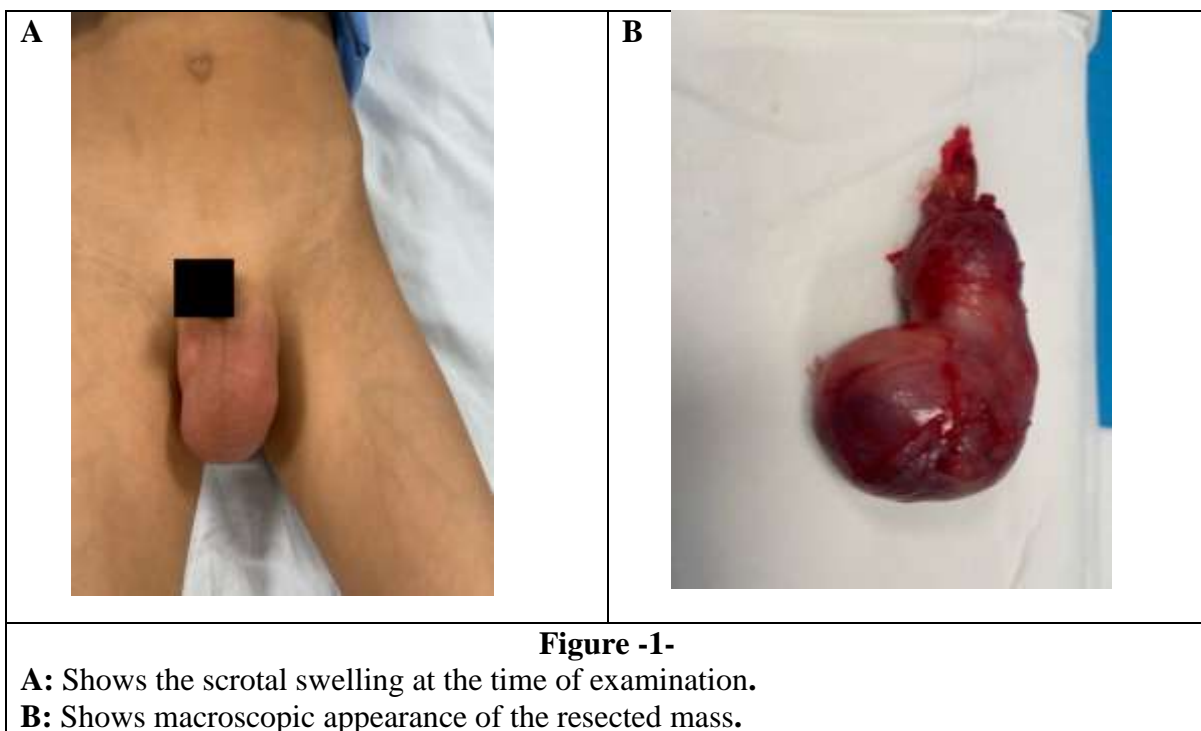 A
B
Figure -1-
A: Shows the scrotal swelling at the time of examination.
B: Shows macroscopic appearance of the resected mass.